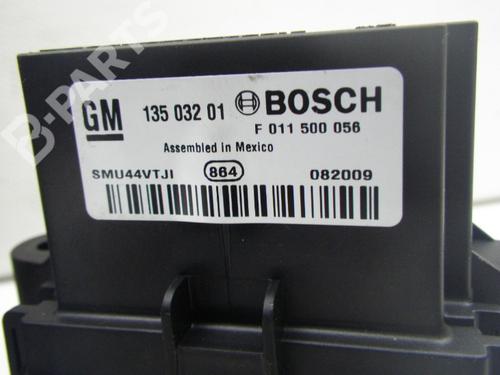 B-PARTS
GM 135 032 01 BOSCH
F 011 500 056
Assembled in Mexico
SMU44VTJI 864 082009